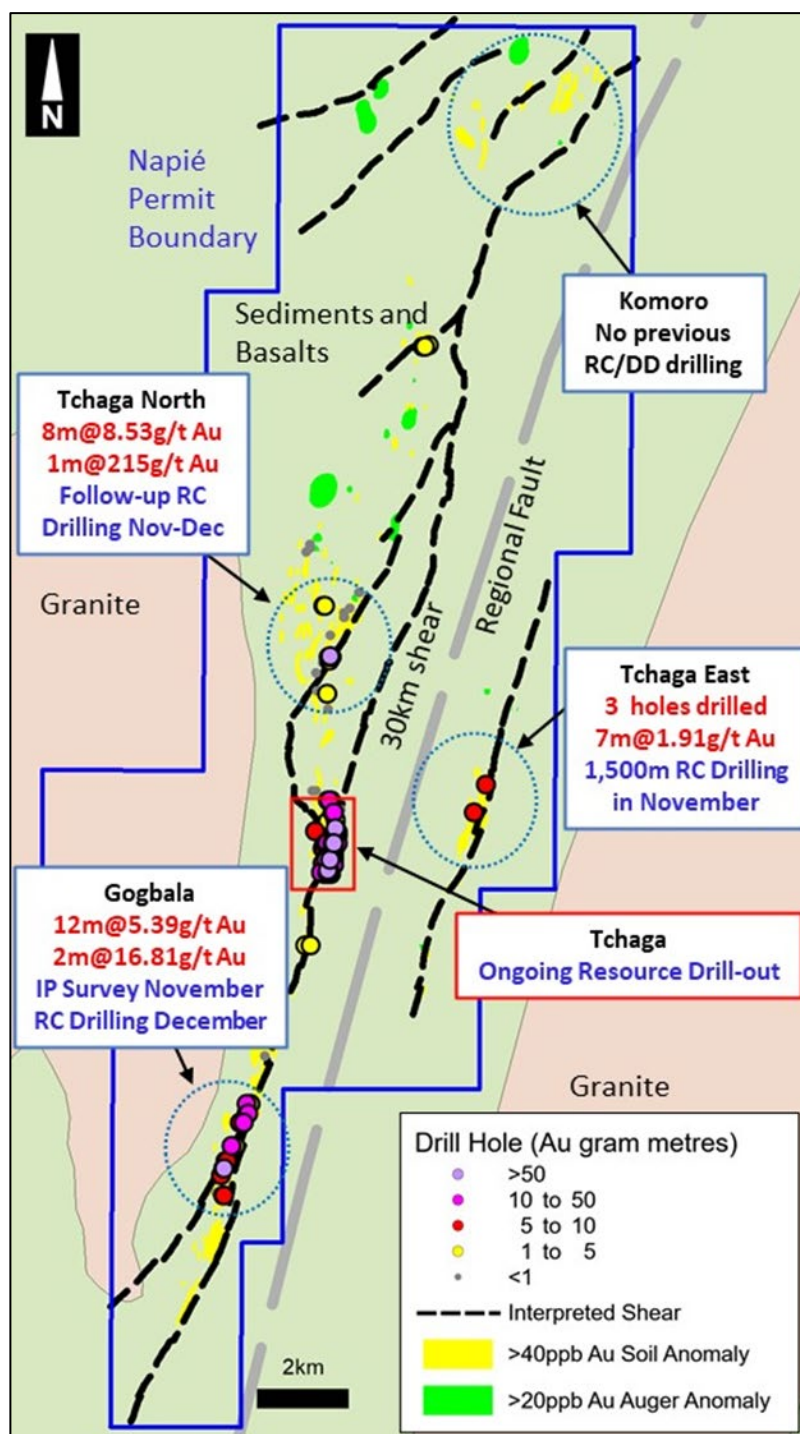 N
Napié
Permit
Boundary
Sediments and
Basalts
Komoro
No previous
RC/DD drilling
Tchaga North
8m@8.53g/t Au
1m@215g/t Au
Follow-up RC
Drilling Nov-Dec
Granite
30km shear
Regional Fault
Tchaga East
3 holes drilled
7m@1.91g/t Au
1,500m RC Drilling
in November
Gogbala
12m@5.39g/t Au
2m@16.81g/t Au
IP Survey November
RC Drilling December
Tchaga
Ongoing Resource Drill-out
Granite
Drill Hole (Au gram metres)
>50
10 to 50
5 to 10
1 to 5
<1
Interpreted Shear
>40ppb Au Soil Anomaly
>20ppb Au Auger Anomaly
2km